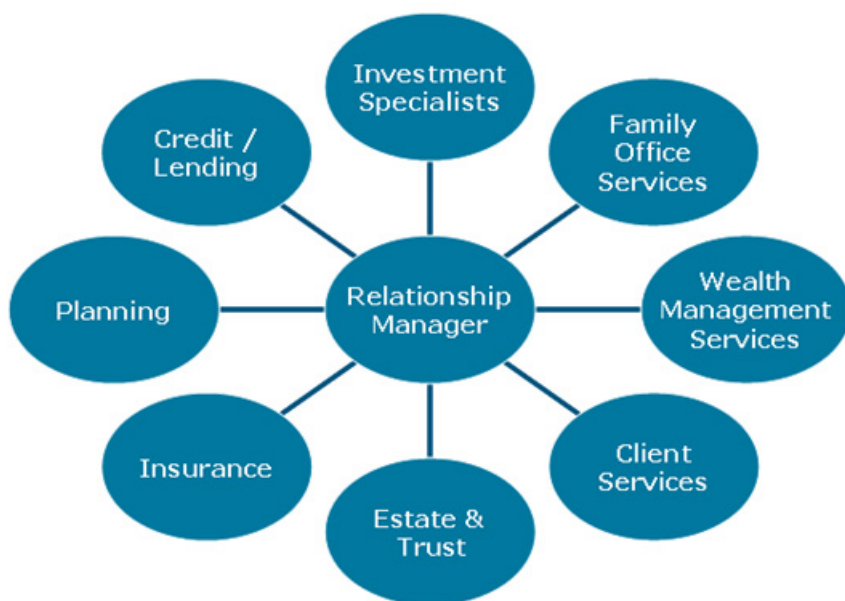 Investment
Specialists
Family
Office
Services
Wealth
Management
Services
Client
Services
Estate &
Trust
Insurance
Planning
Credit /
Lending
Relationship
Manager